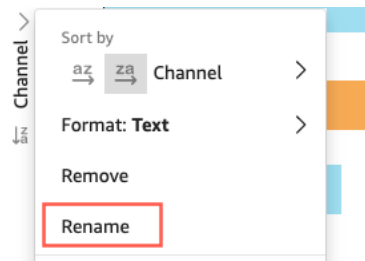 Channel
Sort by
az za Channel
Format: Text
Remove
Rename